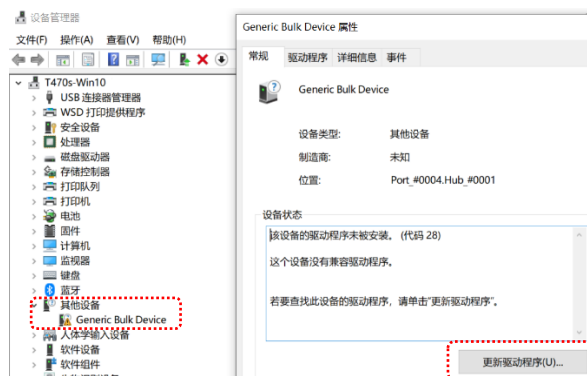 设备管理器
文件(F) 操作(A) 查看(V) 帮助(H)
T470s-Win10
USB 连接器管理器
WSD 打印提供程序
安全设备
处理器
磁盘驱动器
存储控制器
打印队列
打印机
电池
固件
计算机
监视器
键盘
蓝牙
其他设备
Generic Bulk Device
人体学输入设备
软件设备
软件组件
Generic Bulk Device 属性
常规 驱动程序 详细信息 事件
Generic Bulk Device
设备类型: 其他设备
制造商: 未知
位置: Port_#0004.Hub_#0001
设备状态
该设备的驱动程序未被安装。 (代码 28)
这个设备没有兼容驱动程序。
若要查找此设备的驱动程序，请单击“更新驱动程序”。
更新驱动程序(U)...